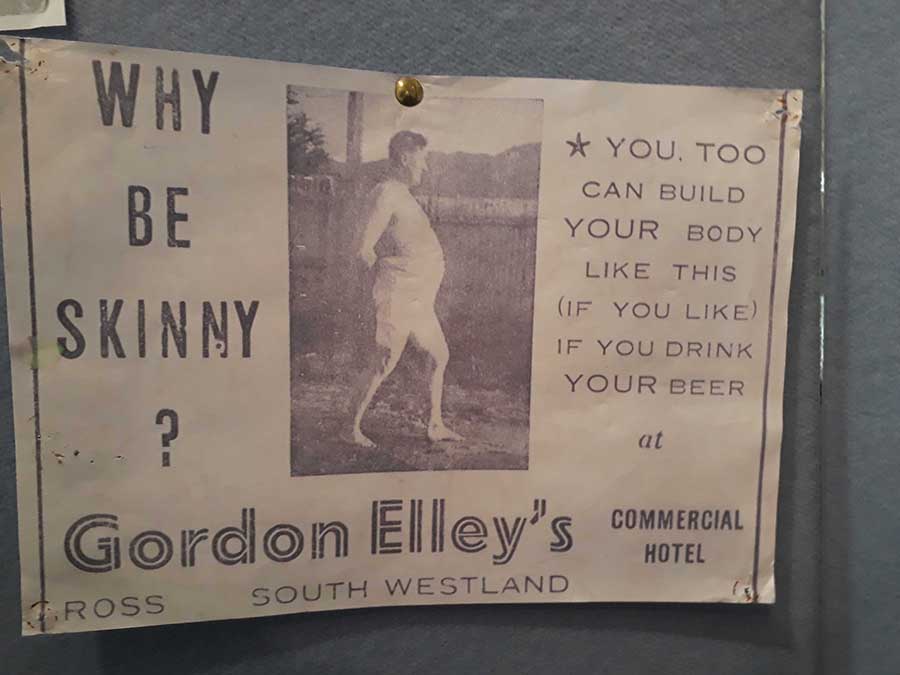 WHY
BE
SKINNY
?
★ YOU, TOO
CAN BUILD
YOUR BODY
LIKE THIS
(IF YOU LIKE)
IF YOU DRINK
YOUR BEER
at
Gordon Elley's
COMMERCIAL
HOTEL
ROSS
SOUTH WESTLAND